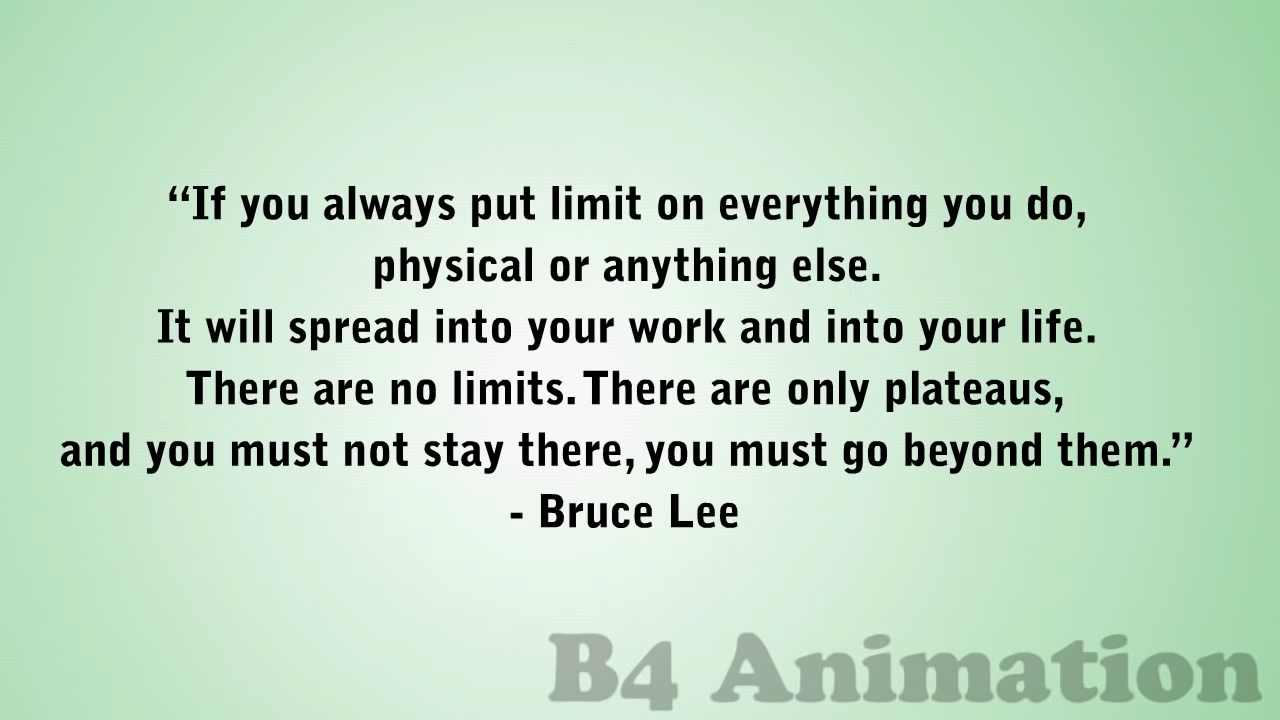 “If you always put limit on everything you do,
physical or anything else.
It will spread into your work and into your life.
There are no limits. There are only plateaus,
and you must not stay there, you must go beyond them.”
- Bruce Lee
B4 Animation